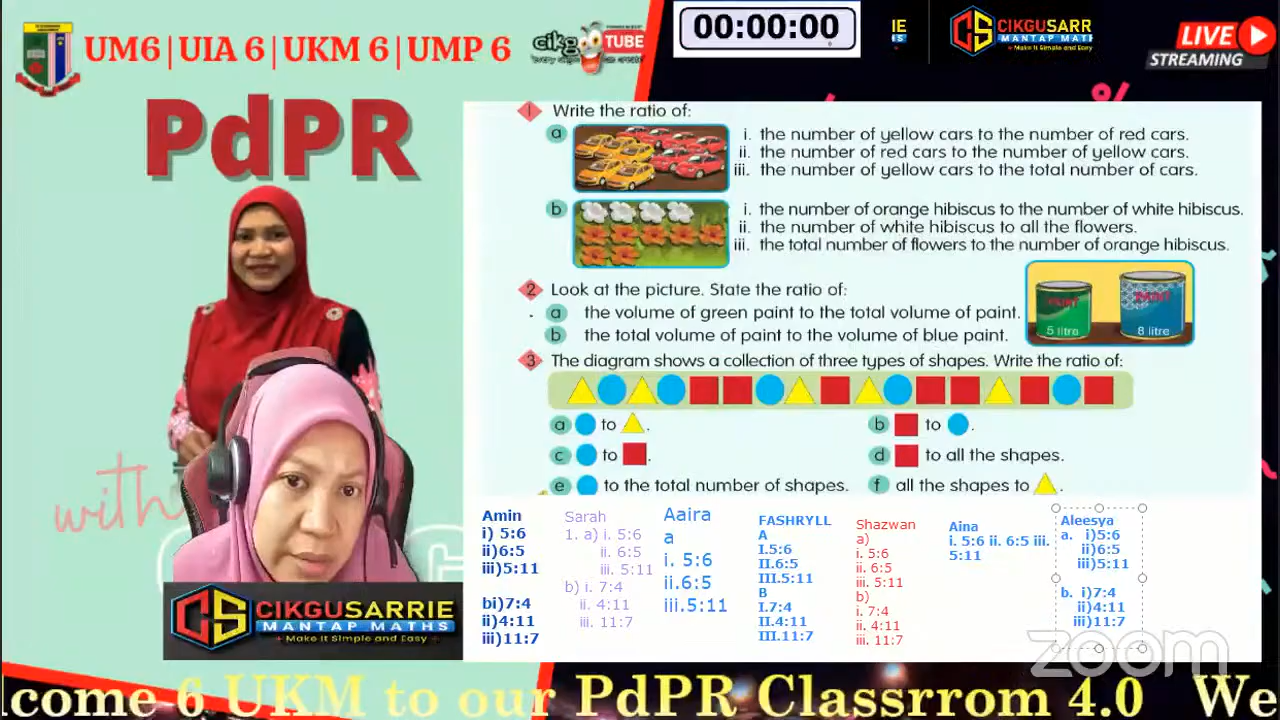 UM6|UIA 6|UKM 6|UMP 6
cikgooTUBE
00:00:00
IE
CIKGUSARR
MANTAP MATH
Make It Simple and Easy
LIVE
STREAMING
PdPR
with
1 Write the ratio of:
a
i. the number of yellow cars to the number of red cars.
ii. the number of red cars to the number of yellow cars.
iii. the number of yellow cars to the total number of cars.
b
i. the number of orange hibiscus to the number of white hibiscus.
ii. the number of white hibiscus to all the flowers.
iii. the total number of flowers to the number of orange hibiscus.
2 Look at the picture. State the ratio of:
a the volume of green paint to the total volume of paint.
b the total volume of paint to the volume of blue paint.
PAINT
5 litre
PAINT
8 litre
3 The diagram shows a collection of three types of shapes. Write the ratio of:
a to .
b to .
c to .
d to all the shapes.
e to the total number of shapes.
f all the shapes to .
Amin
i) 5:6
ii)6:5
iii)5:11
bi)7:4
ii)4:11
iii)11:7
Sarah
1. a) i. 5:6
ii. 6:5
iii. 5:11
b) i. 7:4
ii. 4:11
iii. 11:7
Aaira
a
i. 5:6
ii.6:5
iii.5:11
FASHRYLL
A
I.5:6
II.6:5
III.5:11
B
I.7:4
II.4:11
III.11:7
Shazwan
a)
i. 5:6
ii. 6:5
iii. 5:11
b)
i. 7:4
ii. 4:11
iii. 11:7
Aina
i. 5:6 ii. 6:5 iii.
5:11
Aleesya
a. i)5:6
ii)6:5
iii)5:11
b. i)7:4
ii)4:11
iii)11:7
CS
CIKGUSARRIE
MANTAP MATHS
Make It Simple and Easy
zoom
lcome 6 UKM to our PdPR Classrrom 4.0 We